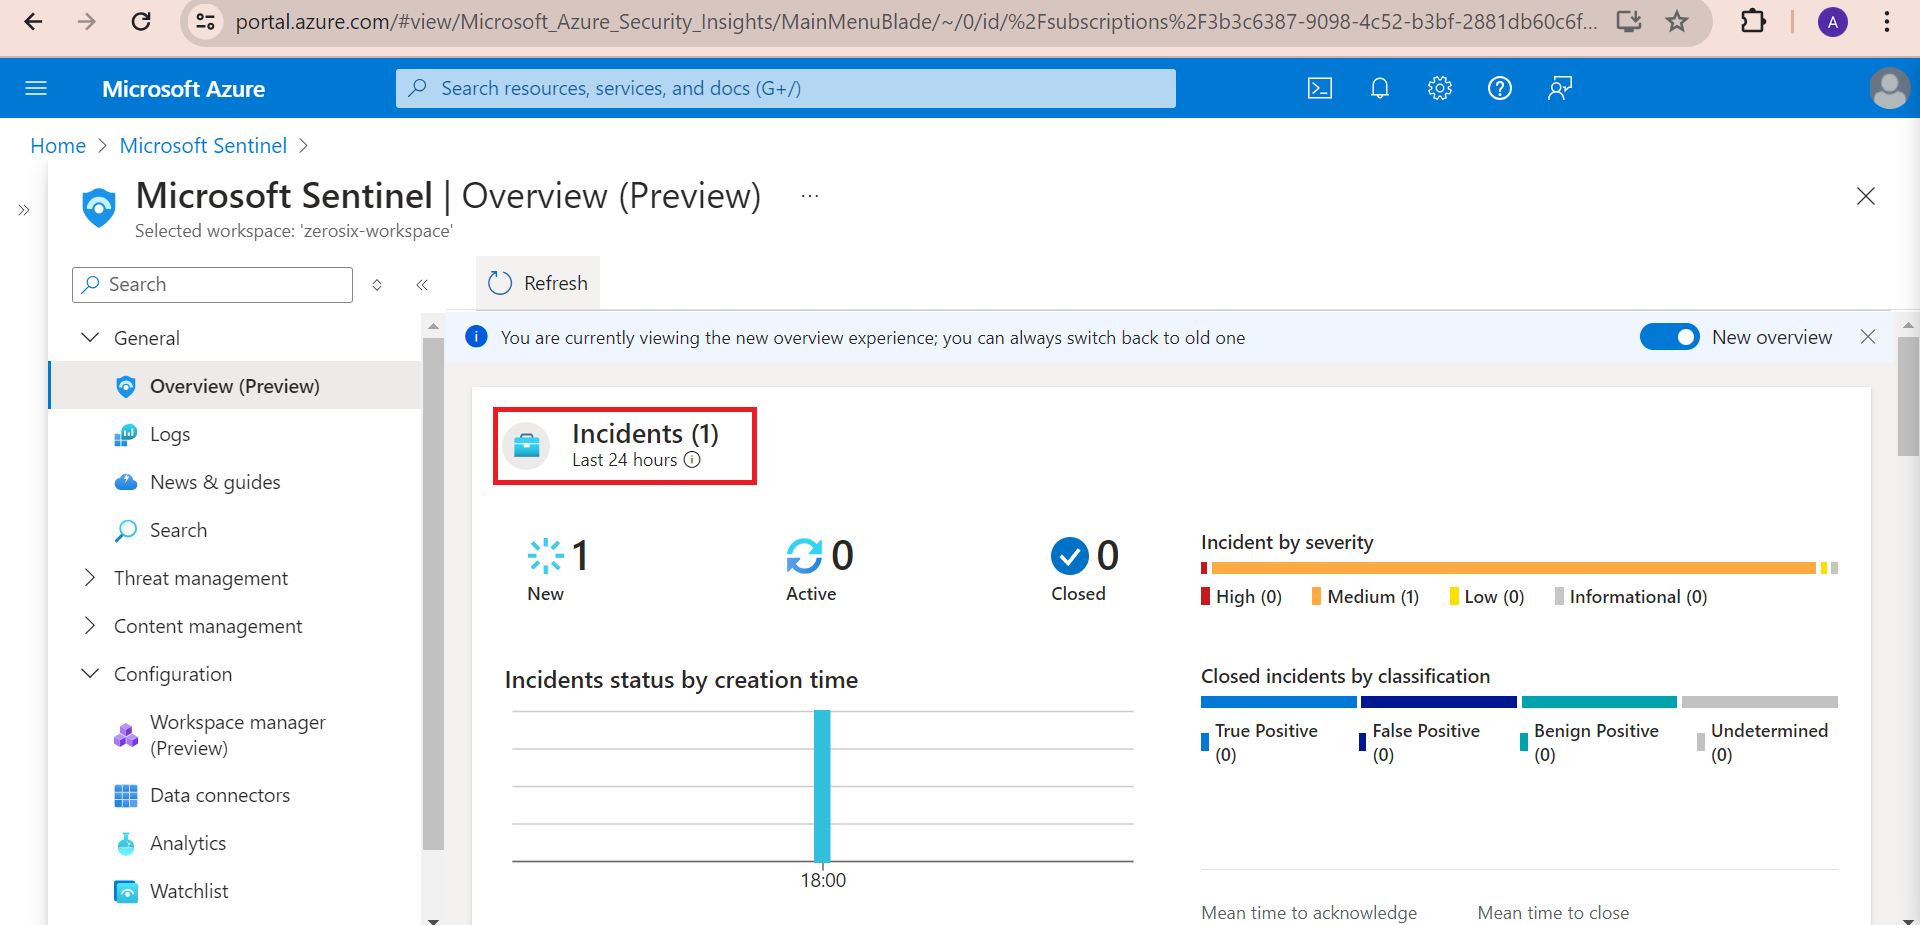 portal.azure.com/#view/Microsoft_Azure_Security_Insights/MainMenuBlade/~/0/id/%2Fsubscriptions%2F3b3c6387-9098-4c52-b3bf-2881db60c6f...
A
Microsoft Azure
Search resources, services, and docs (G+/)
Home > Microsoft Sentinel >
Microsoft Sentinel | Overview (Preview) ...
Selected workspace: 'zerosix-workspace'
Search
Refresh
General
Overview (Preview)
Logs
News & guides
Search
Threat management
Content management
Configuration
Workspace manager
(Preview)
Data connectors
Analytics
Watchlist
You are currently viewing the new overview experience; you can always switch back to old one
New overview
Incidents (1)
Last 24 hours
1
New
0
Active
0
Closed
Incident by severity
High (0) Medium (1) Low (0) Informational (0)
Incidents status by creation time
18:00
Closed incidents by classification
True Positive
(0)
False Positive
(0)
Benign Positive
(0)
Undetermined
(0)
Mean time to acknowledge
Mean time to close